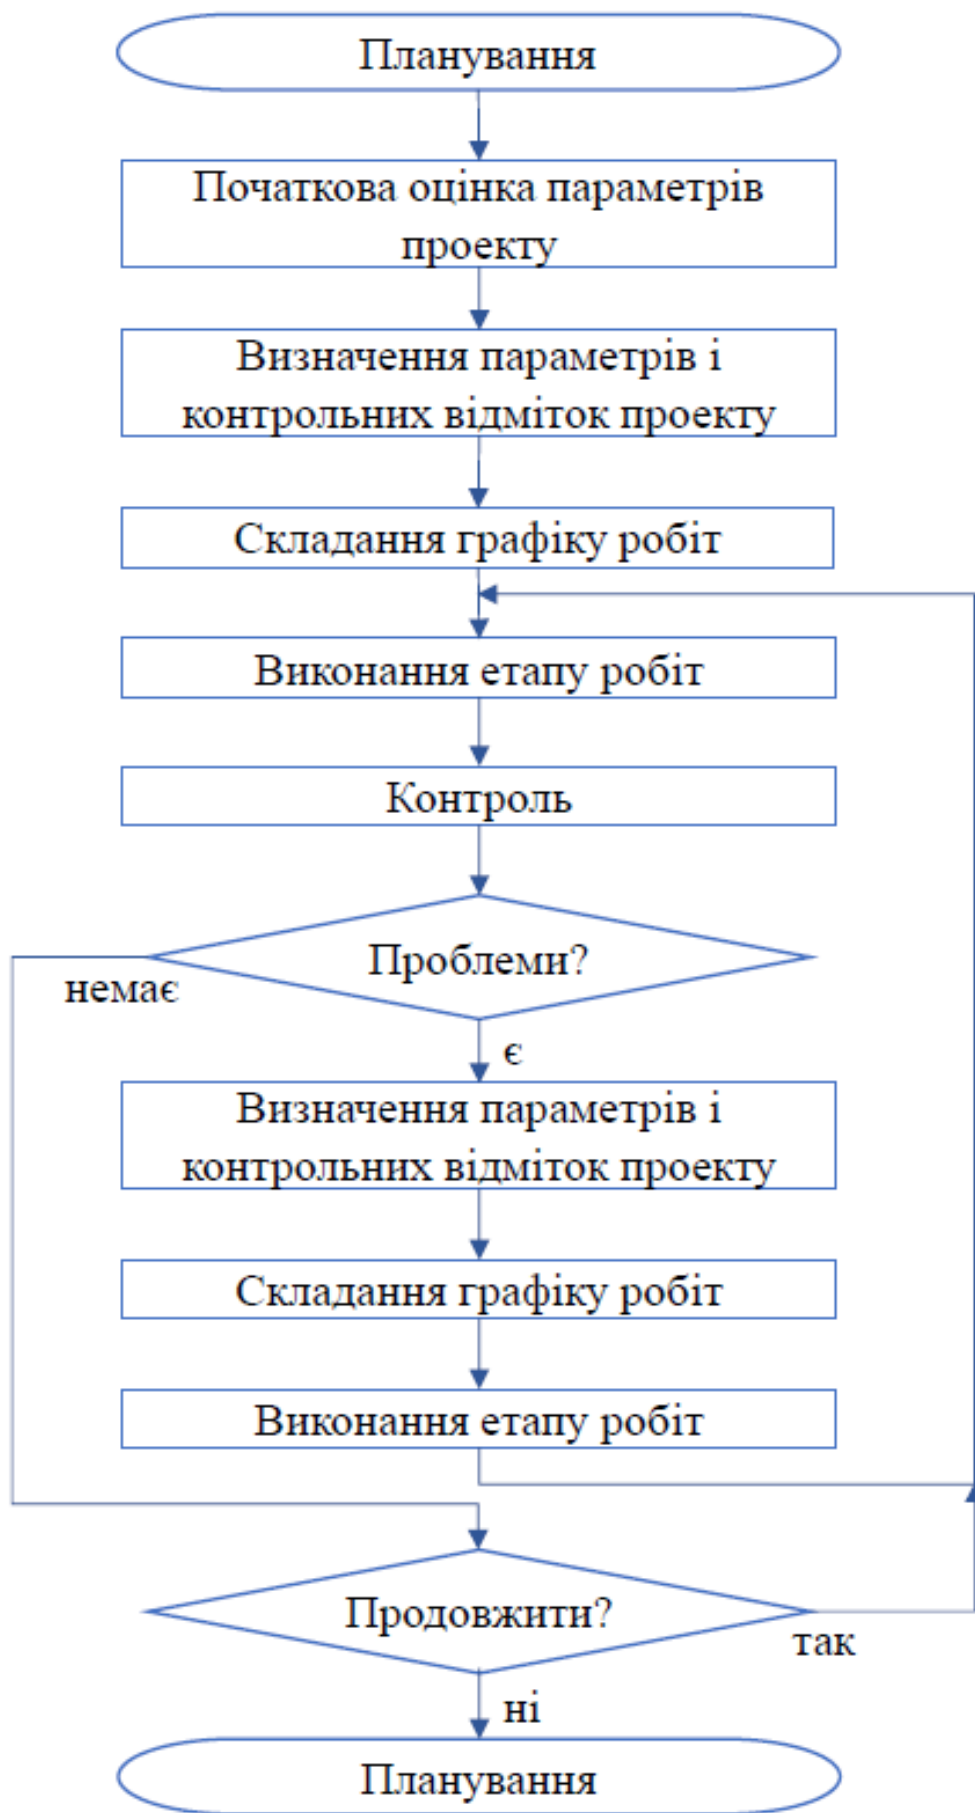 Планування
Початкова оцінка параметрів
проекту
Визначення параметрів і
контрольних відміток проекту
Складання графіку робіт
Виконання етапу робіт
Контроль
Проблеми?
немає
є
Визначення параметрів і
контрольних відміток проекту
Складання графіку робіт
Виконання етапу робіт
Продовжити?
так
ні
Планування